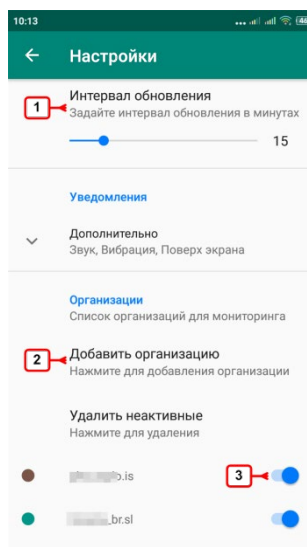 10:13
Настройки
1
Интервал обновления
Задайте интервал обновления в минутах
15
Уведомления
Дополнительно
Звук, Вибрация, Поверх экрана
Организации
Список организаций для мониторинга
2
Добавить организацию
Нажмите для добавления организации
Удалить неактивные
Нажмите для удаления
3